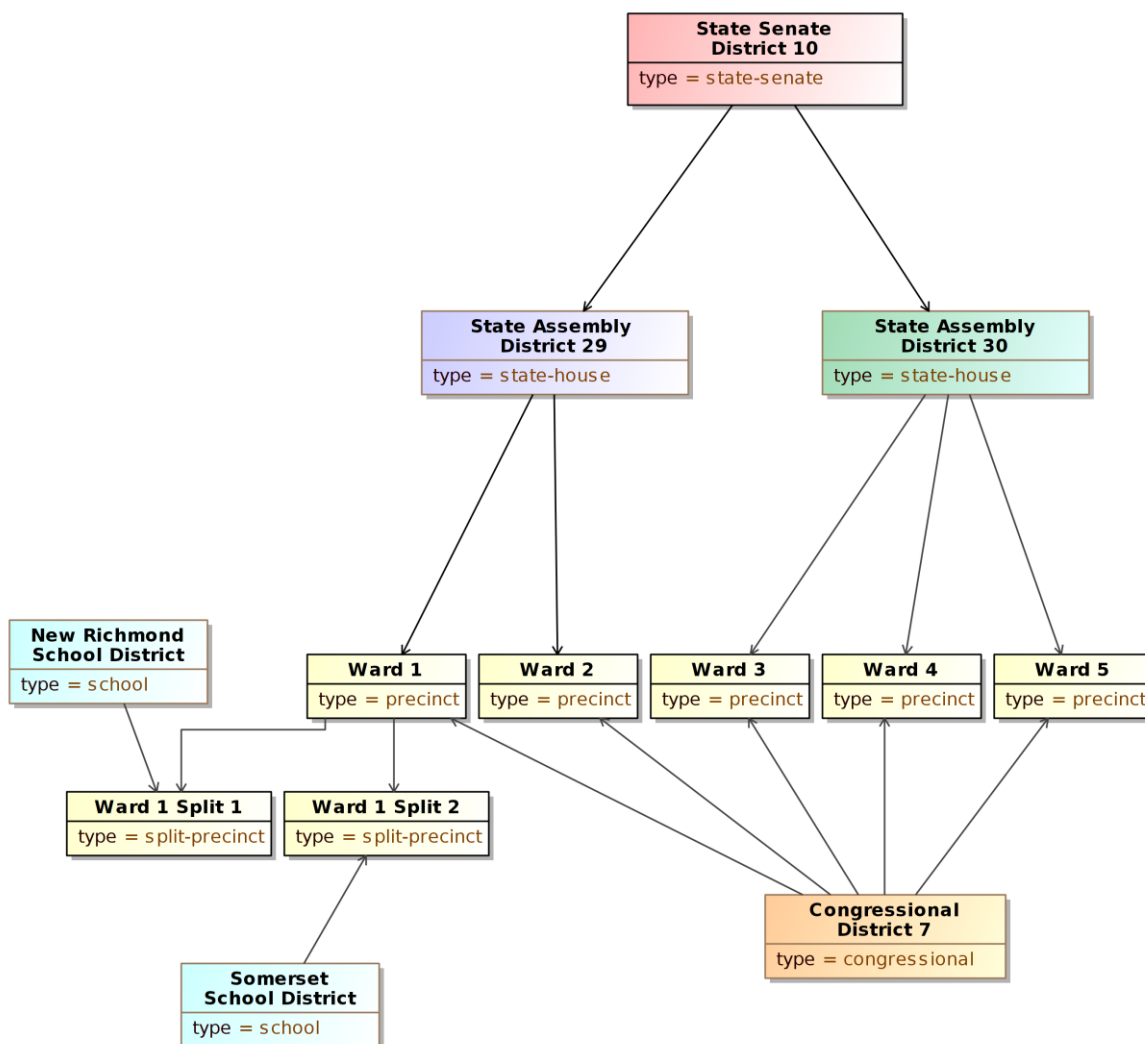 State Senate
District 10
type = state-senate
State Assembly
District 29
type = state-house
State Assembly
District 30
type = state-house
New Richmond
School District
type = school
Ward 1
type = precinct
Ward 2
type = precinct
Ward 3
type = precinct
Ward 4
type = precinct
Ward 5
type = precinct
Ward 1 Split 1
type = split-precinct
Ward 1 Split 2
type = split-precinct
Congressional
District 7
type = congressional
Somerset
School District
type = school